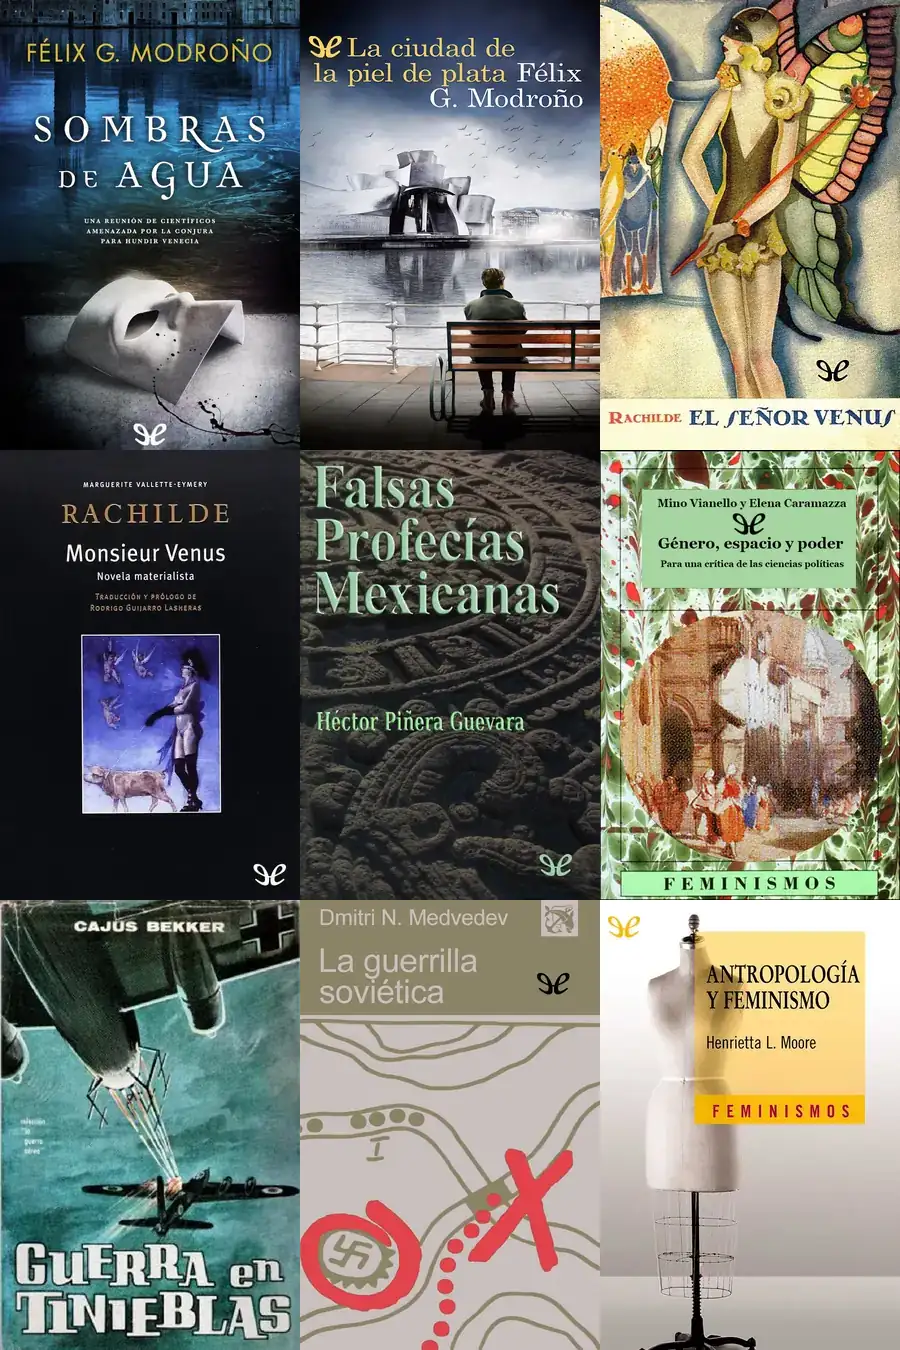 FÉLIX G. MODROÑO
SOMBRAS
DE AGUA
UNA REUNIÓN DE CIENTÍFICOS
AMENAZADA POR LA CONJURA
PARA HUNDIR VENECIA
La ciudad de
la piel de plata Félix
G. Modroño
RACHILDE EL SEÑOR VENUS
MARGUERITE VALLETTE-EYMERY
RACHILDE
Monsieur Venus
Novela materialista
TRADUCCIÓN Y PRÓLOGO DE
RODRIGO GUIJARRO LASHERAS
Falsas
Profecías
Mexicanas
Héctor Piñera Guevara
Mino Vianello y Elena Caramazza
Género, espacio y poder
Para una crítica de las ciencias políticas
FEMINISMOS
CAJUS BEKKER
GUERRA en
TINIEBLAS
Dmitri N. Medvedev
La guerrilla
soviética
ANTROPOLOGÍA
Y FEMINISMO
Henrietta L. Moore
FEMINISMOS